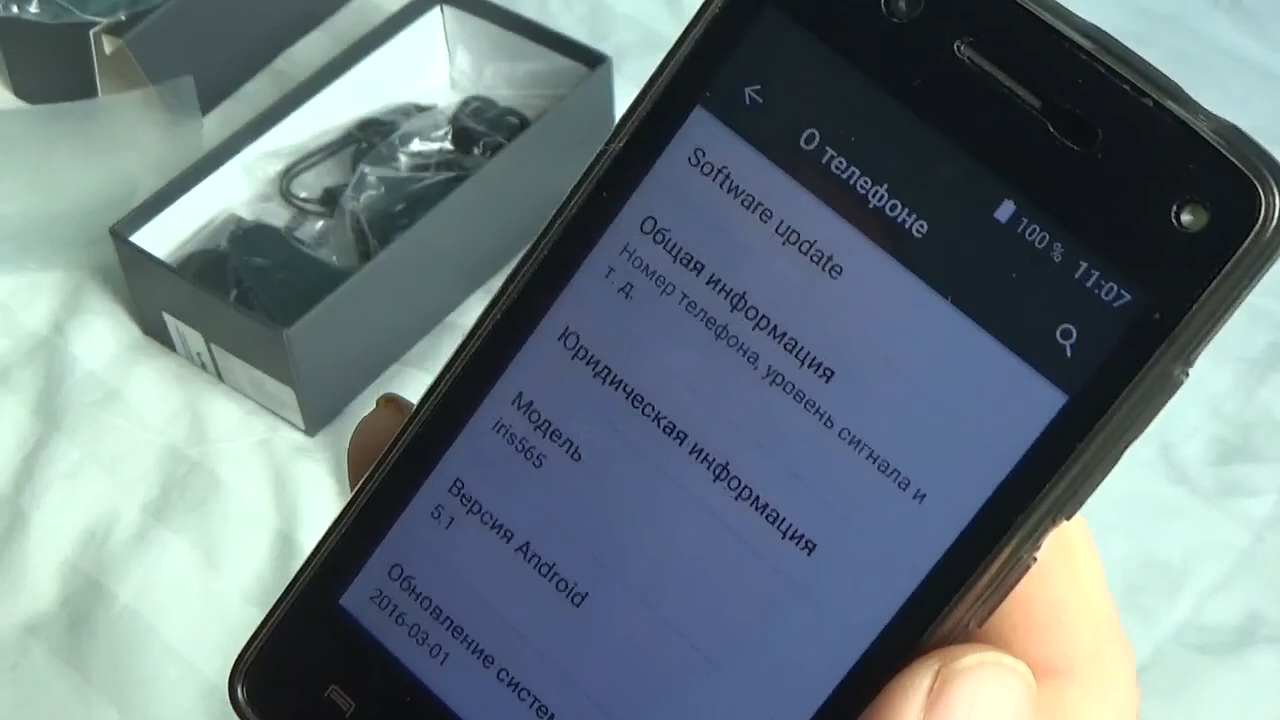 100 % 11:07
О телефоне
Software update
Общая информация
Номер телефона, уровень сигнала и
т. д.
Юридическая информация
Модель
iris565
Версия Android
5.1
Обновление
2016-03-01